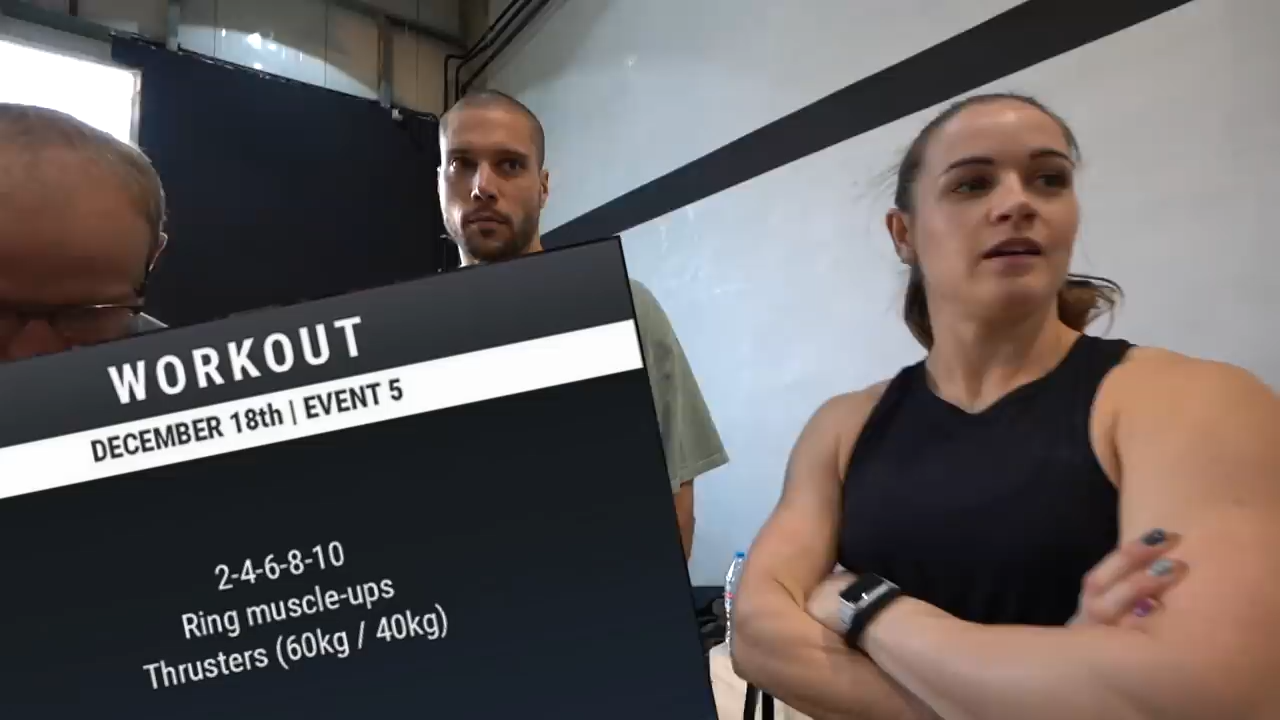 WORKOUT
DECEMBER 18th | EVENT 5
2-4-6-8-10
Ring muscle-ups
Thrusters (60kg / 40kg)